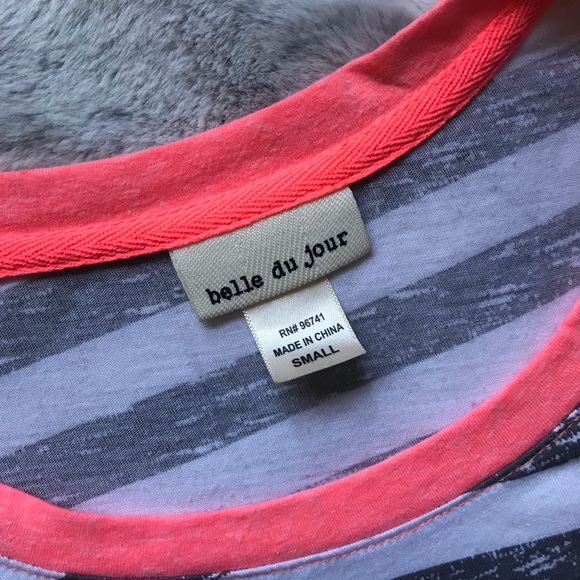 belle du jour
RN# 96741
MADE IN CHINA
SMALL